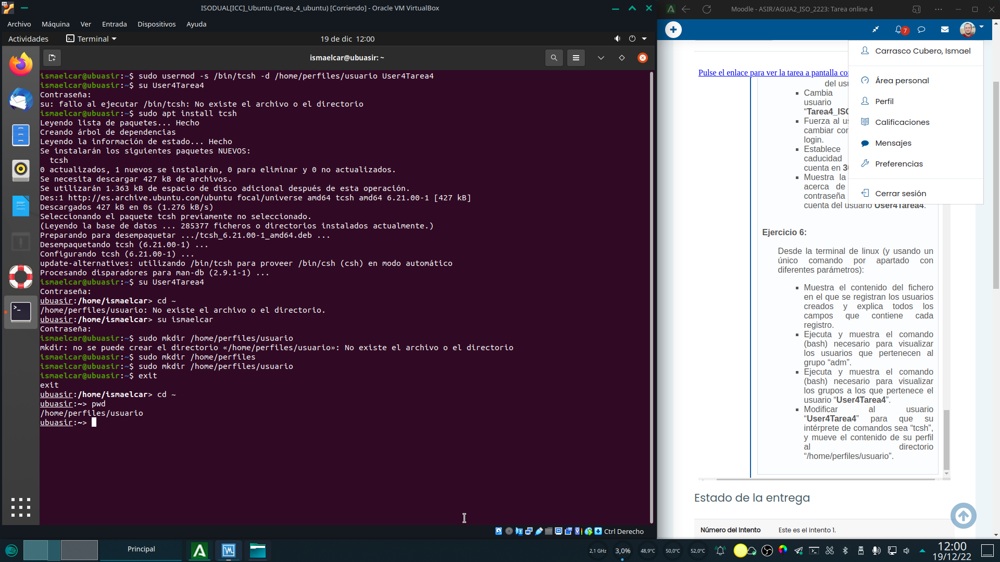 ISODUAL[ICC]_Ubuntu (Tarea_4_ubuntu) [Corriendo] - Oracle VM VirtualBox
Archivo Máquina Ver Entrada Dispositivos Ayuda
Actividades Terminal 19 de dic 12:00
ismaelcar@ubuasir: ~
ismaelcar@ubuasir:~$ sudo usermod -s /bin/tcsh -d /home/perfiles/usuario User4Tarea4
ismaelcar@ubuasir:~$ su User4Tarea4
Contraseña:
su: fallo al ejecutar /bin/tcsh: No existe el archivo o el directorio
ismaelcar@ubuasir:~$ sudo apt install tcsh
Leyendo lista de paquetes... Hecho
Creando árbol de dependencias
Leyendo la información de estado... Hecho
Se instalarán los siguientes paquetes NUEVOS:
tcsh
0 actualizados, 1 nuevos se instalarán, 0 para eliminar y 0 no actualizados.
Se necesita descargar 427 kB de archivos.
Se utilizarán 1.363 kB de espacio de disco adicional después de esta operación.
Des:1 http://es.archive.ubuntu.com/ubuntu focal/universe amd64 tcsh amd64 6.21.00-1 [427 kB]
Descargados 427 kB en 0s (1.276 kB/s)
Seleccionando el paquete tcsh previamente no seleccionado.
(Leyendo la base de datos ... 285377 ficheros o directorios instalados actualmente.)
Preparando para desempaquetar .../tcsh_6.21.00-1_amd64.deb ...
Desempaquetando tcsh (6.21.00-1) ...
Configurando tcsh (6.21.00-1) ...
update-alternatives: utilizando /bin/tcsh para proveer /bin/csh (csh) en modo automático
Procesando disparadores para man-db (2.9.1-1) ...
ismaelcar@ubuasir:~$ su User4Tarea4
Contraseña:
ubuasir:/home/ismaelcar> cd ~
/home/perfiles/usuario: No existe el archivo o el directorio.
ubuasir:/home/ismaelcar> su ismaelcar
Contraseña:
ismaelcar@ubuasir:~$ sudo mkdir /home/perfiles/usuario
mkdir: no se puede crear el directorio «/home/perfiles/usuario»: No existe el archivo o el directorio
ismaelcar@ubuasir:~$ sudo mkdir /home/perfiles
ismaelcar@ubuasir:~$ sudo mkdir /home/perfiles/usuario
ismaelcar@ubuasir:~$ exit
exit
ubuasir:/home/ismaelcar> cd ~
ubuasir:~> pwd
/home/perfiles/usuario
ubuasir:~>
Ctrl Derecho
Moodle - ASIR/AGUA2_ISO_2223: Tarea online 4
7
Carrasco Cubero, Ismael
Área personal
Perfil
Calificaciones
Mensajes
Preferencias
Cerrar sesión
Pulse el enlace para ver la tarea a pantalla co
del usu
Cambia
usuario
“Tarea4_ISO
Fuerza al us
cambiar con
login.
Establece
caducidad
cuenta en 30
Muestra la
acerca de
contraseña
cuenta del usuario User4Tarea4.
Ejercicio 6:
Desde la terminal de linux (y usando un
único comando por apartado con
diferentes parámetros):
Muestra el contenido del fichero
en el que se registran los usuarios
creados y explica todos los
campos que contiene cada
registro.
Ejecuta y muestra el comando
(bash) necesario para visualizar
los usuarios que pertenecen al
grupo “adm”.
Ejecuta y muestra el comando
(bash) necesario para visualizar
los grupos a los que pertenece el
usuario “User4Tarea4”.
Modificar al usuario
“User4Tarea4” para que su
intérprete de comandos sea “tcsh”,
y mueve el contenido de su perfil
al directorio
“/home/perfiles/usuario”.
Estado de la entrega
Número del Intento Este es el intento 1.
Principal
2,1 GHz 3,0% 48,9°C 50,0°C 52,0°C
12:00
19/12/22